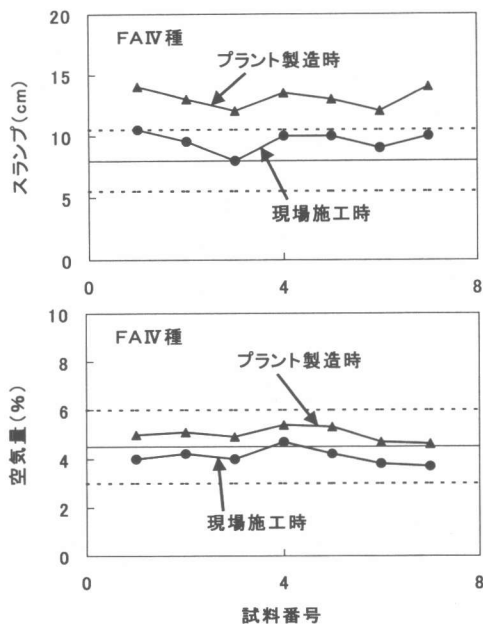 20
FAⅣ種
プラント製造時
15
10
5
0
スランプ(cm)
現場施工時
0 4 8
10
FAⅣ種
プラント製造時
8
6
4
2
0
空気量(%)
現場施工時
0 4 8
試料番号